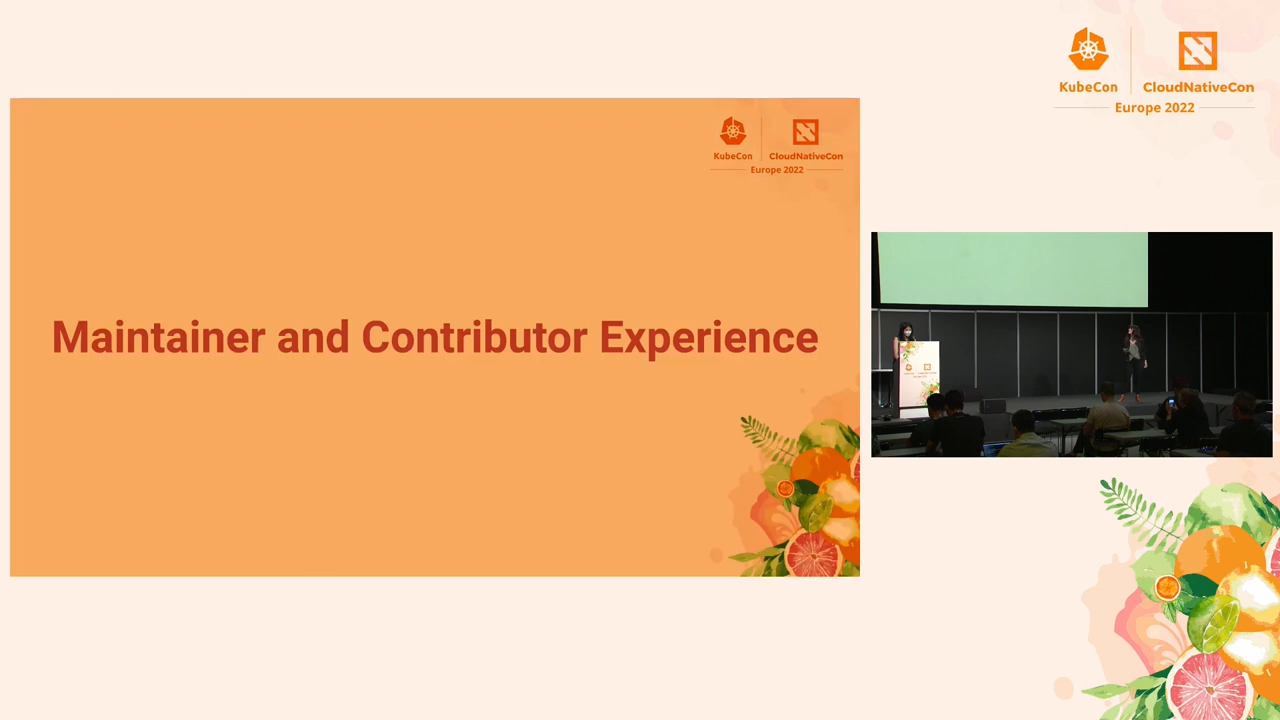 KubeCon
CloudNativeCon
Europe 2022
KubeCon
CloudNativeCon
Europe 2022
Maintainer and Contributor Experience